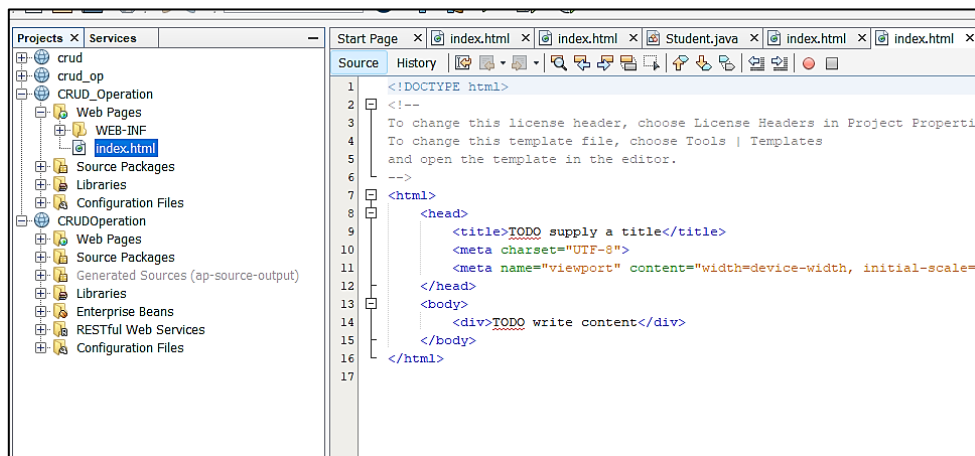 Projects
Services
crud
crud_op
CRUD_Operation
Web Pages
WEB-INF
index.html
Source Packages
Libraries
Configuration Files
CRUDOperation
Web Pages
Source Packages
Generated Sources (ap-source-output)
Libraries
Enterprise Beans
RESTful Web Services
Configuration Files
Start Page index.html index.html Student.java index.html index.html
Source History
1 <!DOCTYPE html>
2 <!--
3 To change this license header, choose License Headers in Project Properti
4 To change this template file, choose Tools | Templates
5 and open the template in the editor.
6 -->
7 <html>
8 <head>
9 <title>TODO supply a title</title>
10 <meta charset="UTF-8">
11 <meta name="viewport" content="width=device-width, initial-scale=
12 </head>
13 <body>
14 <div>TODO write content</div>
15 </body>
16 </html>
17